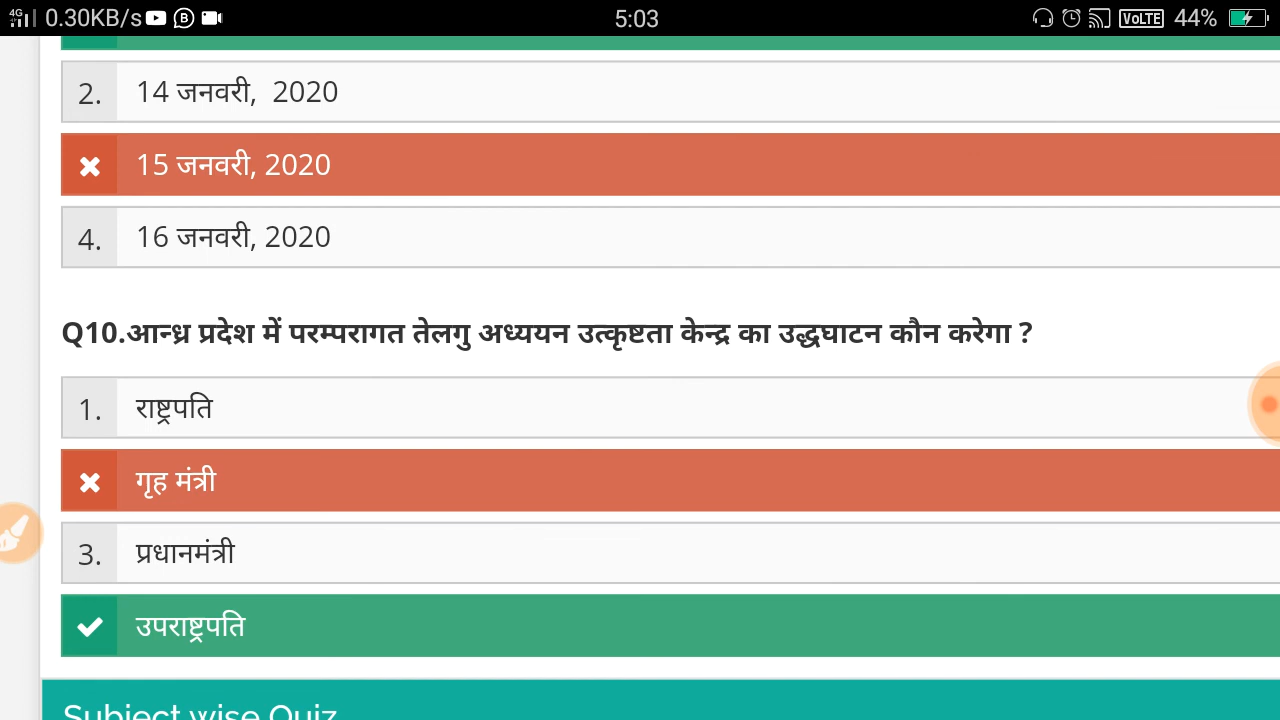 4G 0.30KB/s B 5:03 VoLTE 44%
2. 14 जनवरी, 2020
15 जनवरी, 2020
4. 16 जनवरी, 2020
Q10.आन्ध्र प्रदेश में परम्परागत तेलगु अध्ययन उत्कृष्टता केन्द्र का उद्धघाटन कौन करेगा ?
1. राष्ट्रपति
गृह मंत्री
3. प्रधानमंत्री
उपराष्ट्रपति
Subject wise Quiz